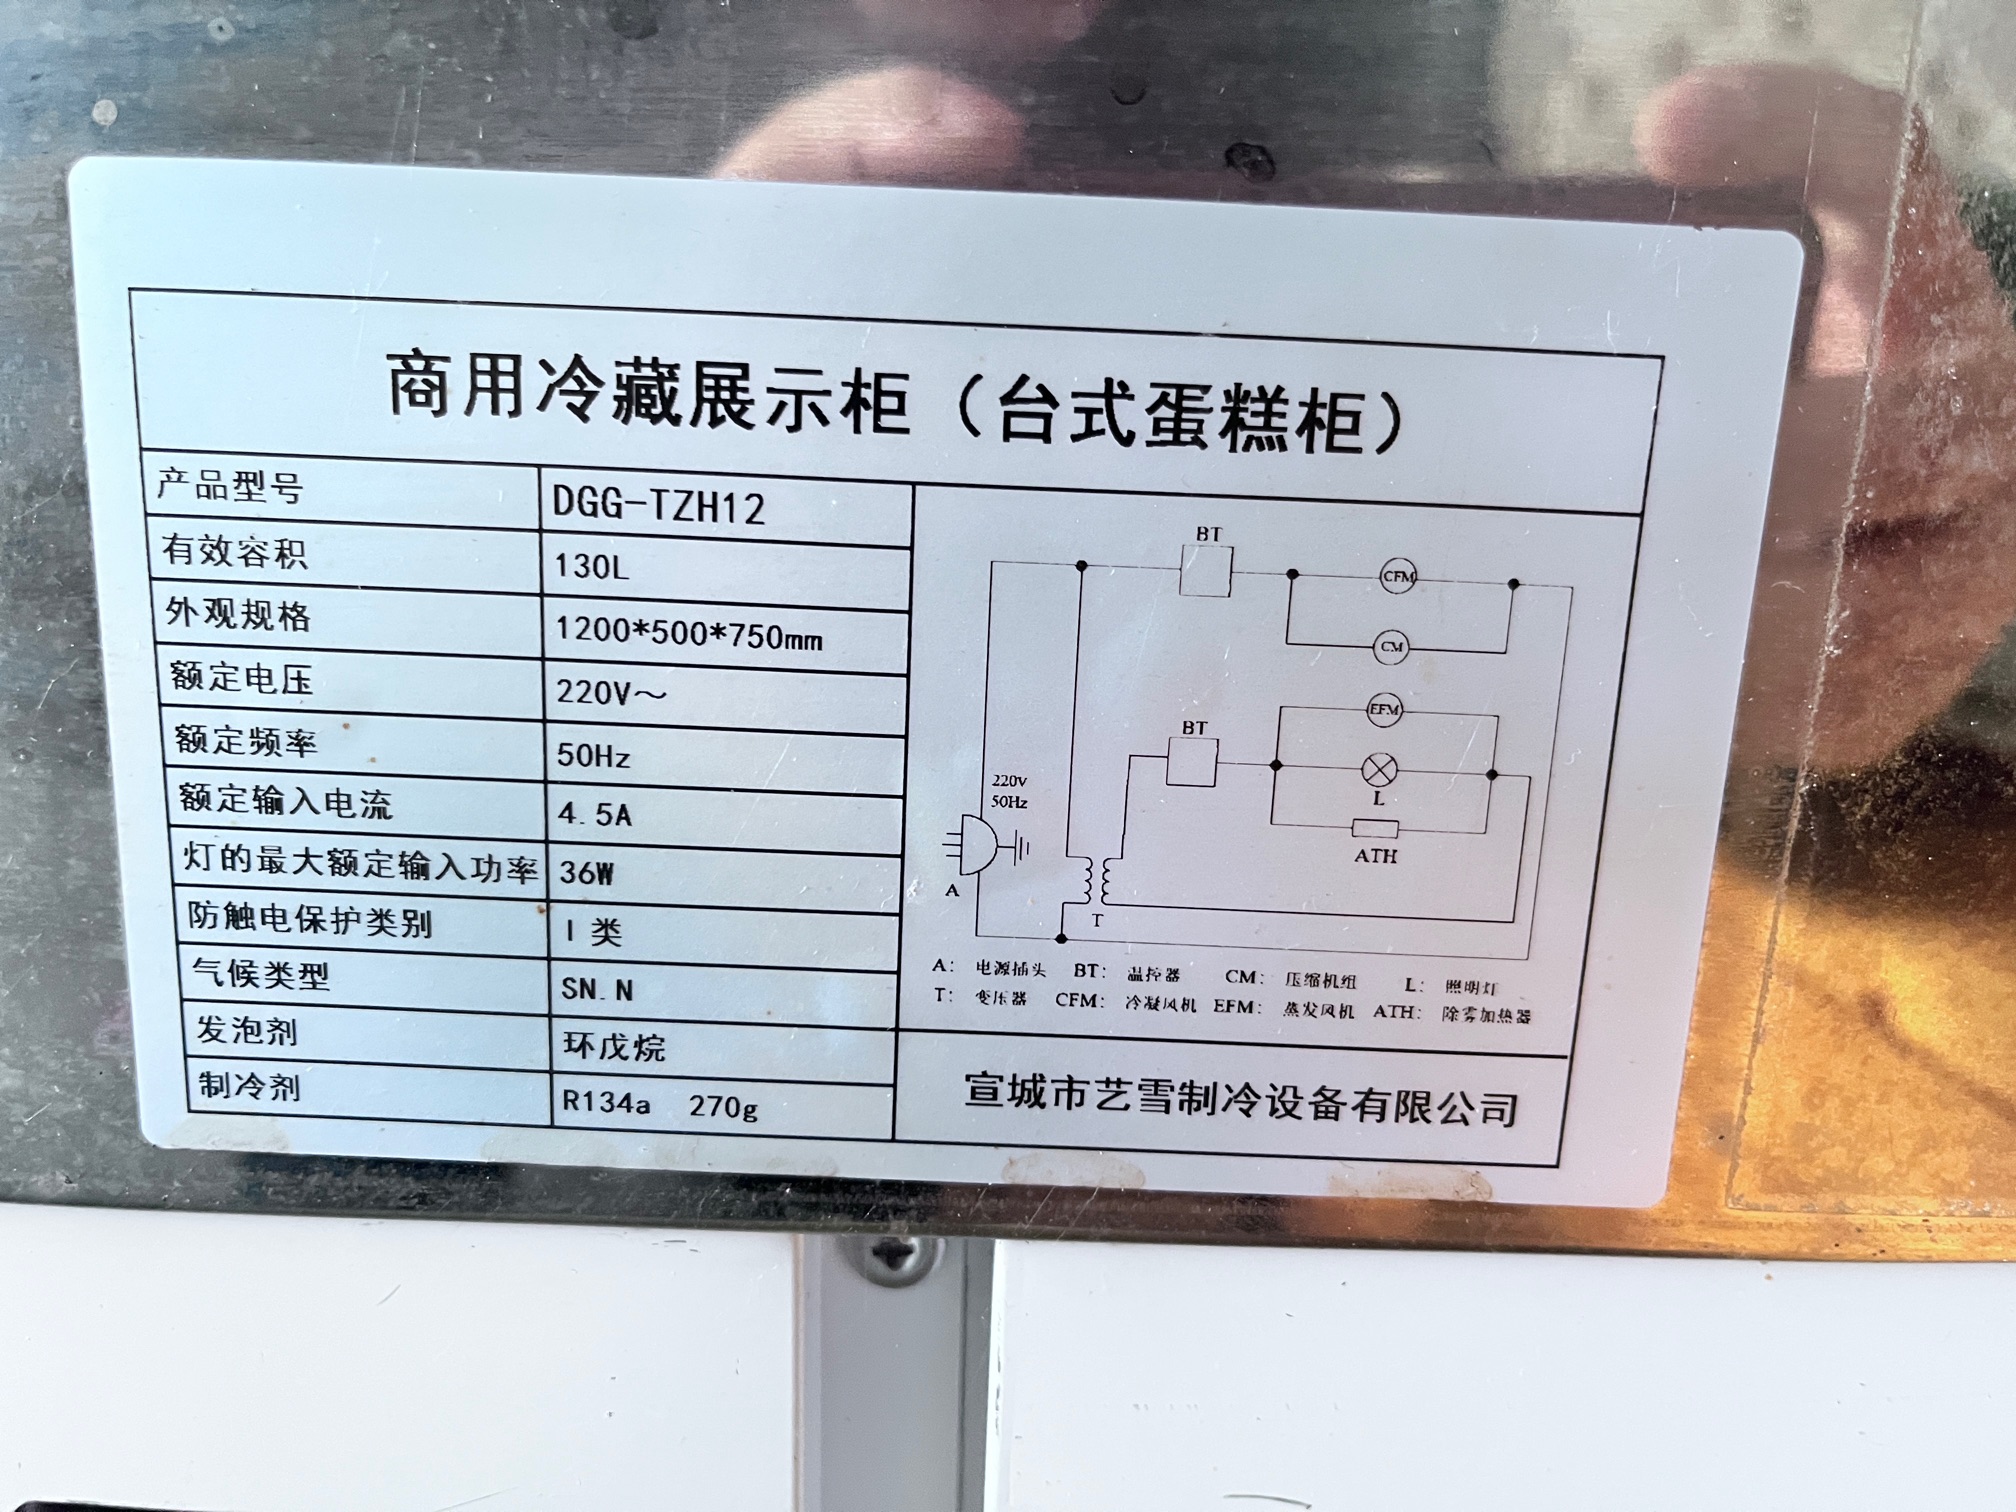 商用冷藏展示柜（台式蛋糕柜）
产品型号 DGG-TZH12
有效容积 130L
外观规格 1200*500*750mm
额定电压 220V～
额定频率 50Hz
额定输入电流 4.5A
灯的最大额定输入功率 36W
防触电保护类别 I 类
气候类型 SN.N
发泡剂 环戊烷
制冷剂 R134a 270g
BT
CFM
CM
EFM
BT
L
220V
50Hz
ATH
A
T
A： 电源插头 BT： 温控器 CM： 压缩机组 L： 照明灯
T： 变压器 CFM： 冷凝风机 EFM： 蒸发风机 ATH： 除雾加热器
宣城市艺雪制冷设备有限公司